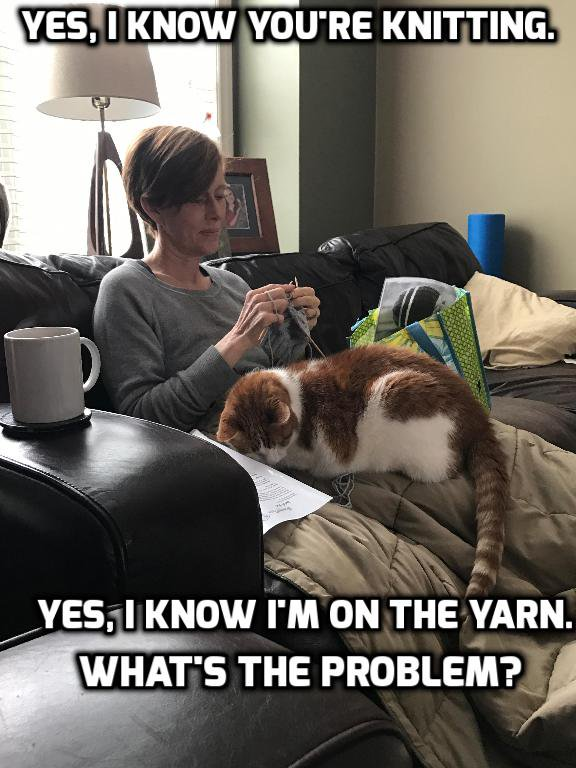 YES, I KNOW YOU'RE KNITTING.
YES, I KNOW I'M ON THE YARN.
WHAT'S THE PROBLEM?